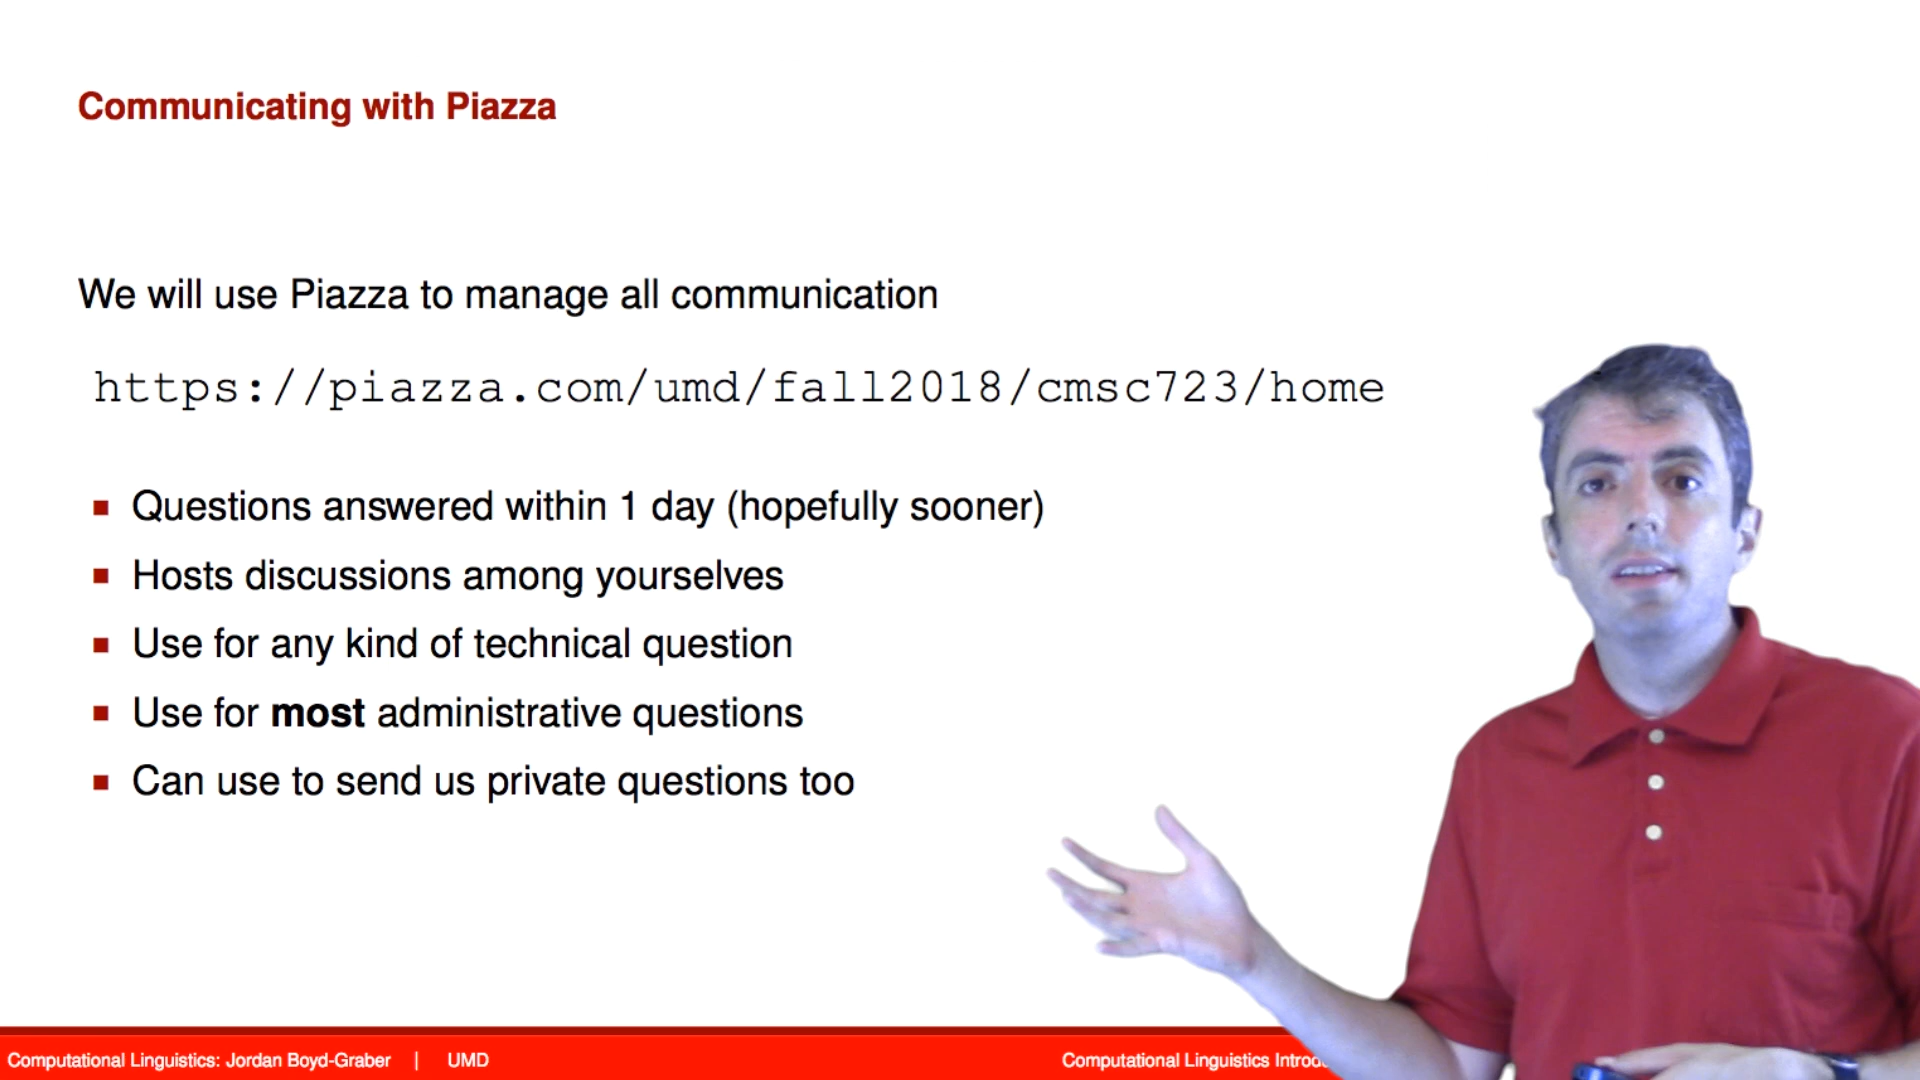 Communicating with Piazza
We will use Piazza to manage all communication
https://piazza.com/umd/fall2018/cmsc723/home
Questions answered within 1 day (hopefully sooner)
Hosts discussions among yourselves
Use for any kind of technical question
Use for most administrative questions
Can use to send us private questions too
Computational Linguistics: Jordan Boyd-Graber | UMD
Computational Linguistics